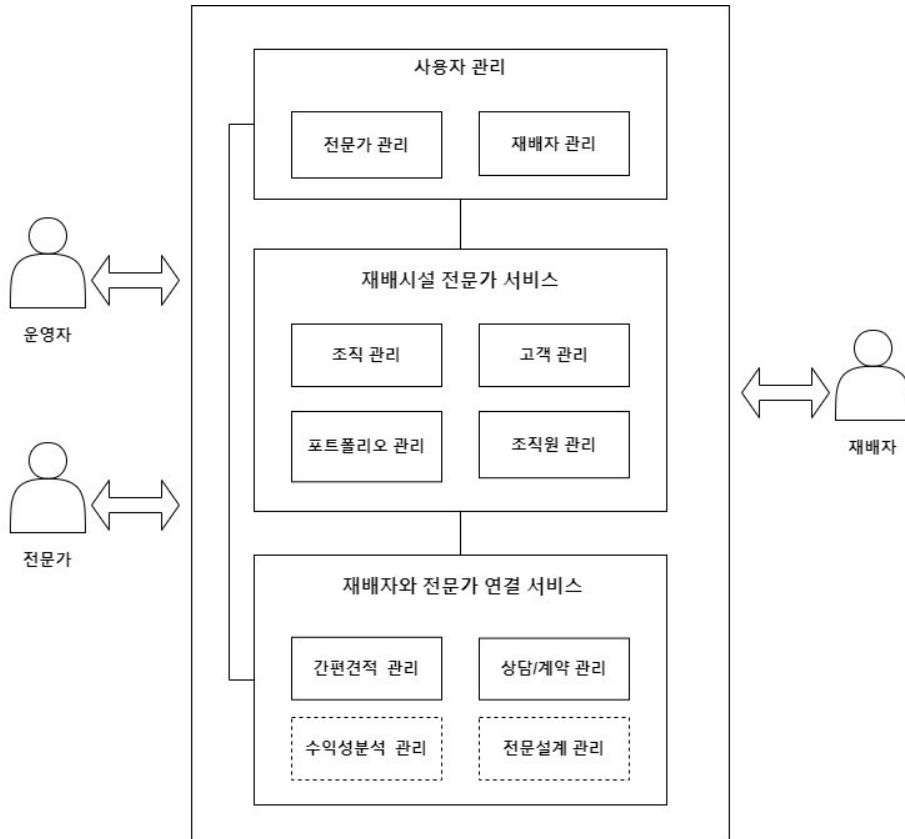 사용자 관리
전문가 관리
재배자 관리
재배시설 전문가 서비스
조직 관리
고객 관리
포트폴리오 관리
조직원 관리
재배자와 전문가 연결 서비스
간편견적 관리
상담/계약 관리
수익성분석 관리
전문설계 관리
운영자
전문가
재배자